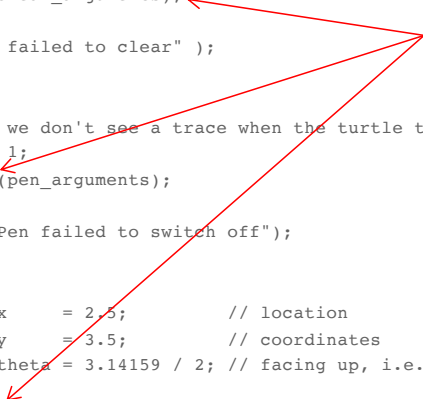 failed to clear" );
we don't see a trace when the turtle t
1;
(pen_arguments);
Pen failed to switch off");
x = 2.5; // location
y = 3.5; // coordinates
theta = 3.14159 / 2; // facing up, i.e.